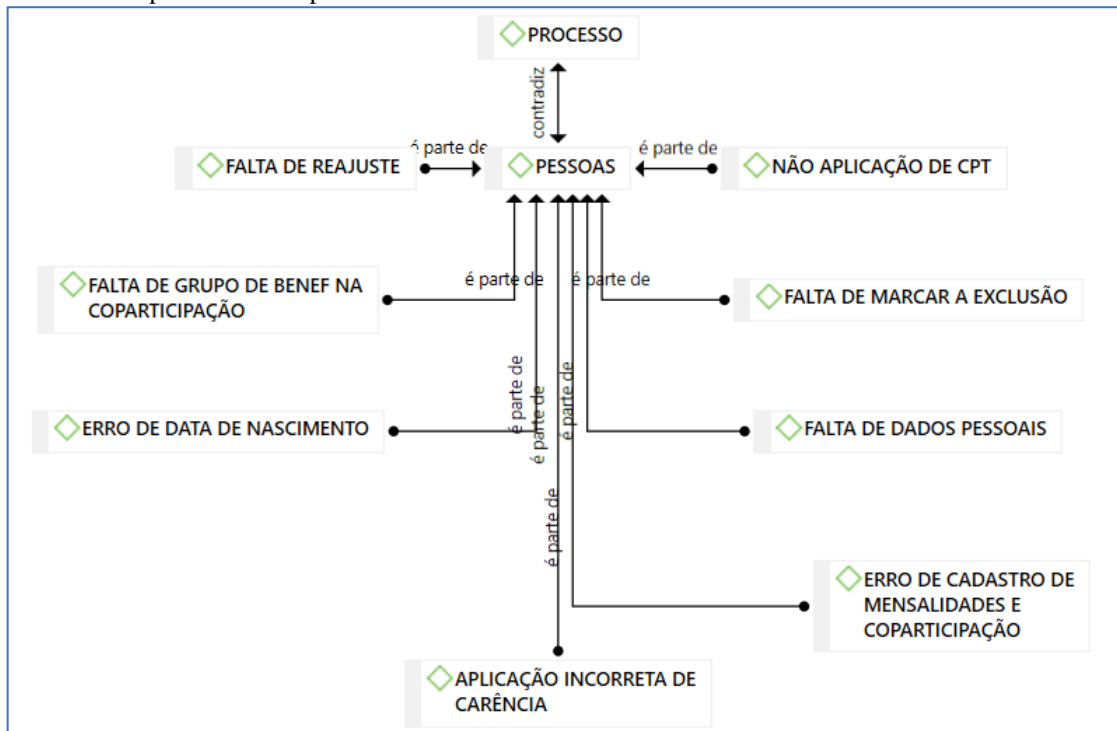 PROCESSO
contradiz
é parte de
é parte de
FALTA DE REAJUSTE
PESSOAS
NÃO APLICAÇÃO DE CPT
é parte de
é parte de
FALTA DE GRUPO DE BENEF NA
COPARTICIPAÇÃO
FALTA DE MARCAR A EXCLUSÃO
é parte de
é parte de
é parte de
ERRO DE DATA DE NASCIMENTO
FALTA DE DADOS PESSOAIS
é parte de
ERRO DE CADASTRO DE
MENSALIDADES E
COPARTICIPAÇÃO
APLICAÇÃO INCORRETA DE
CARÊNCIA